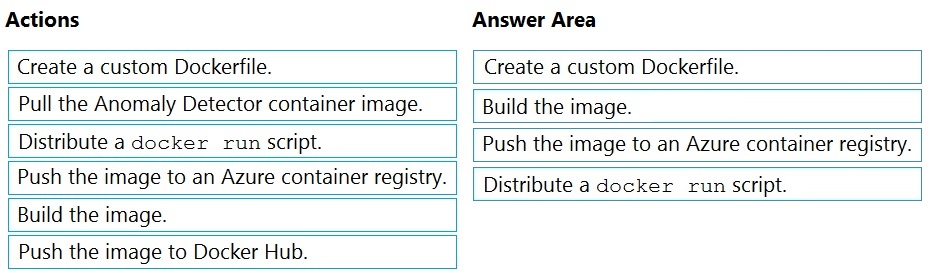 Actions
Create a custom Dockerfile.
Pull the Anomaly Detector container image.
Distribute a docker run script.
Push the image to an Azure container registry.
Build the image.
Push the image to Docker Hub.
Answer Area
Create a custom Dockerfile.
Build the image.
Push the image to an Azure container registry.
Distribute a docker run script.